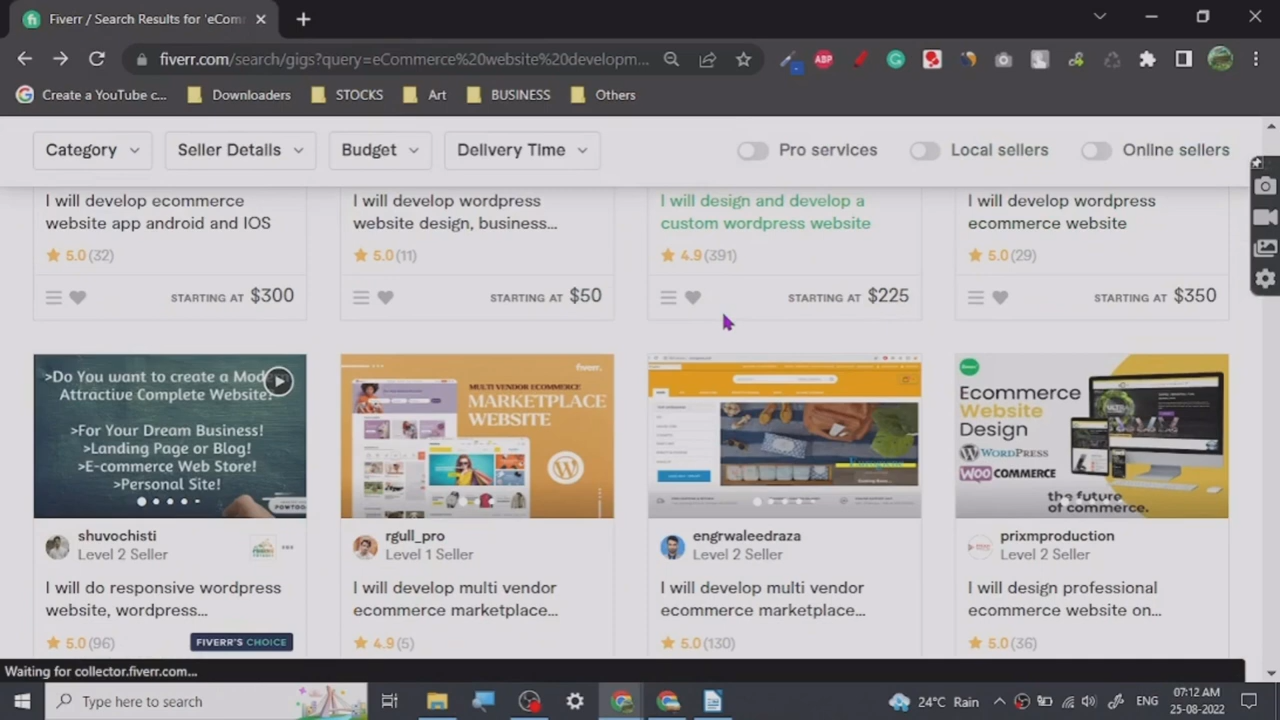 Fiverr / Search Results for 'eCom
fiverr.com/search/gigs?query=eCommerce%20website%20developm...
ABP
Create a YouTube c...
Downloaders
STOCKS
Art
BUSINESS
Others
Category
Seller Details
Budget
Delivery Time
Pro services
Local sellers
Online sellers
I will develop ecommerce
website app android and IOS
5.0 (32)
STARTING AT $300
I will develop wordpress
website design, business...
5.0 (11)
STARTING AT $50
I will design and develop a
custom wordpress website
4.9 (391)
STARTING AT $225
I will develop wordpress
ecommerce website
5.0 (29)
STARTING AT $350
>Do You want to create a Mod
Attractive Complete Website?
>For Your Dream Business!
>Landing Page or Blog!
>E-commerce Web Store!
>Personal Site!
shuvochisti
Level 2 Seller
I will do responsive wordpress
website, wordpress...
5.0 (96)
FIVERR'S CHOICE
fiverr.
MULTI VENDOR ECOMMERCE
MARKETPLACE
WEBSITE
rgull_pro
Level 1 Seller
I will develop multi vendor
ecommerce marketplace...
4.9 (5)
engrwaleedraza
Level 2 Seller
I will develop multi vendor
ecommerce marketplace...
5.0 (130)
Ecommerce
Website
Design
WORDPRESS
WOO COMMERCE
the future
of commerce.
prixmproduction
Level 2 Seller
I will design professional
ecommerce website on...
5.0 (36)
Waiting for collector.fiverr.com...
Type here to search
24°C Rain
ENG
07:12 AM
25-08-2022